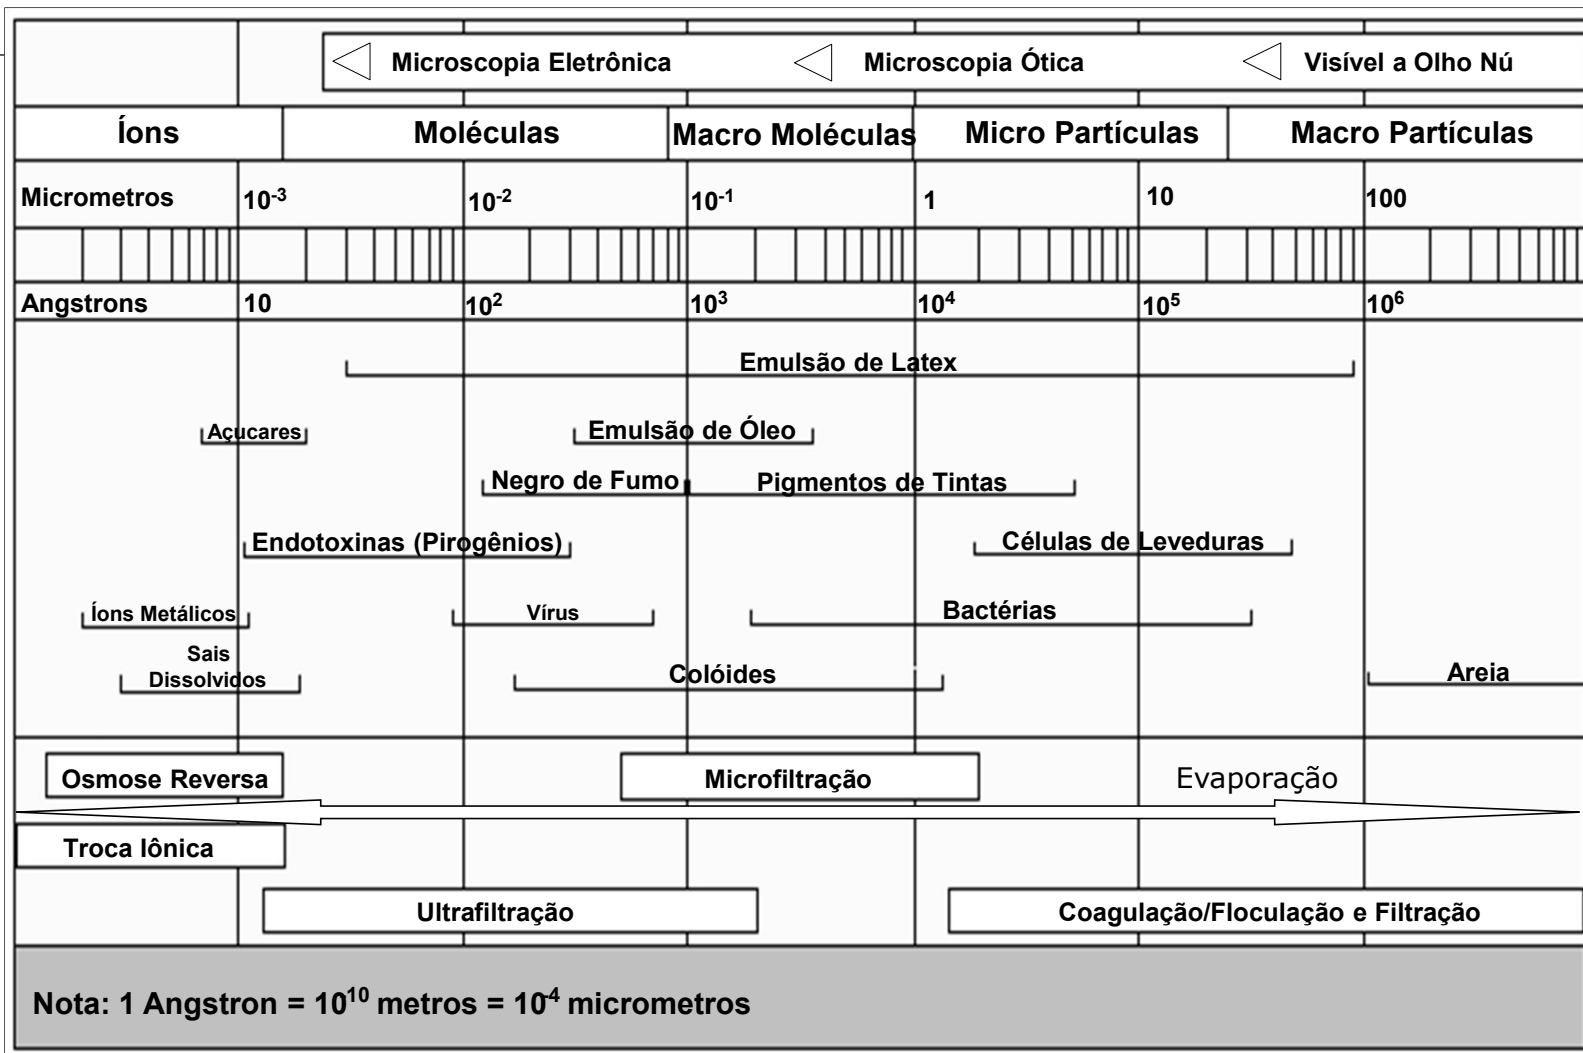 Microscopia Eletrônica Microscopia Ótica Visível a Olho Nú
Íons Moléculas Macro Moléculas Micro Partículas Macro Partículas
Micrometros 10-3 10-2 10-1 1 10 100
Angstrons 10 10² 10³ 10⁴ 10⁵ 10⁶
Emulsão de Latex
Açucares Emulsão de Óleo
Negro de Fumo Pigmentos de Tintas
Endotoxinas (Pirogênios) Células de Leveduras
Íons Metálicos Vírus Bactérias
Sais
Dissolvidos Colóides Areia
Osmose Reversa Microfiltração Evaporação
Troca Iônica
Ultrafiltração Coagulação/Floculação e Filtração
Nota: 1 Angstron = 10¹⁰ metros = 10⁻⁴ micrometros